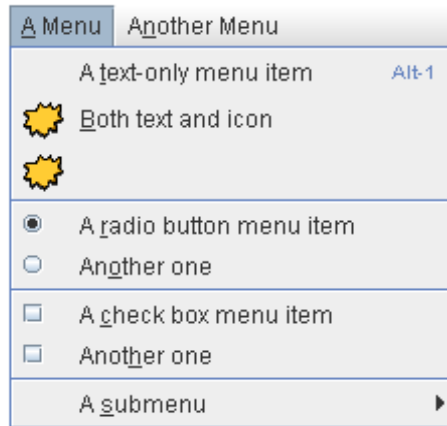 A Menu Another Menu
A text-only menu item Alt-1
Both text and icon
A radio button menu item
Another one
A check box menu item
Another one
A submenu